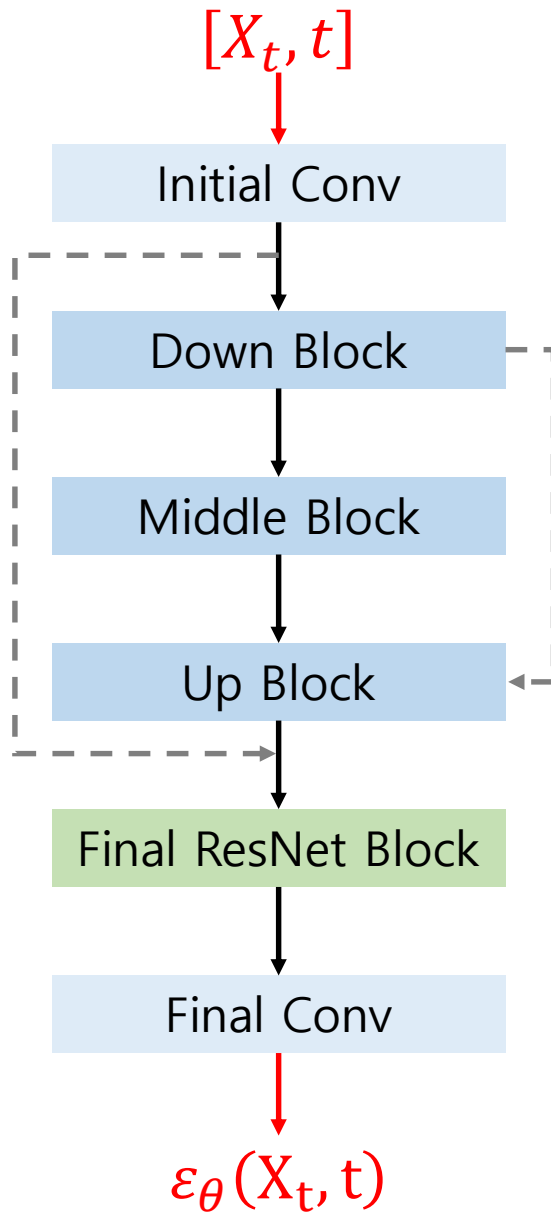 [X_t, t]
Initial Conv
Down Block
Middle Block
Up Block
Final ResNet Block
Final Conv
ε_θ(X_t, t)